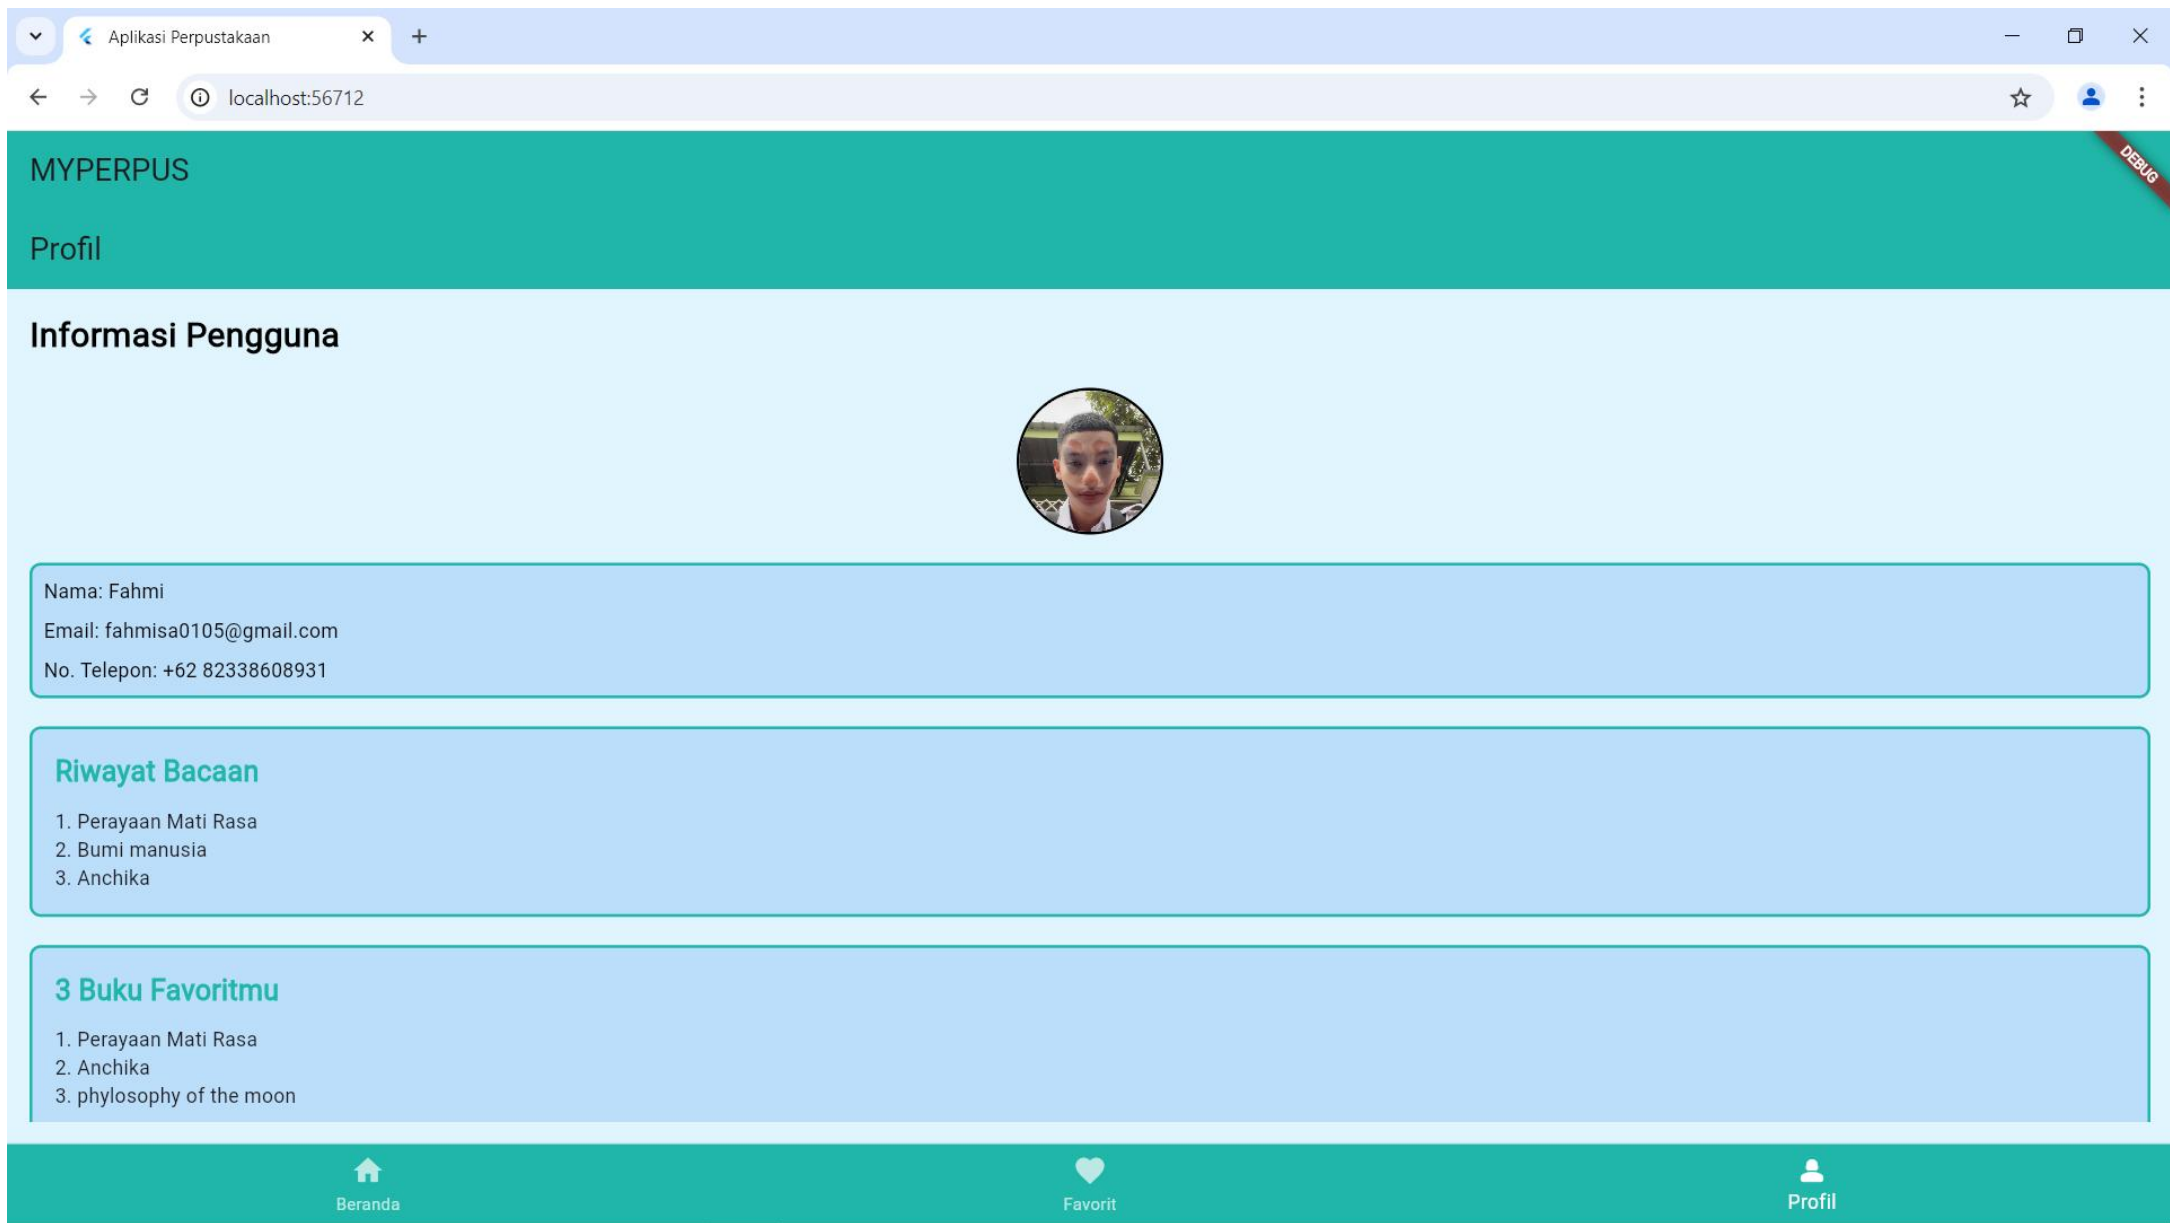 Aplikasi Perpustakaan
localhost:56712
MYPERPUS
DEBUG
Profil
Informasi Pengguna
Nama: Fahmi
Email: fahmisa0105@gmail.com
No. Telepon: +62 82338608931
Riwayat Bacaan
1. Perayaan Mati Rasa
2. Bumi manusia
3. Anchika
3 Buku Favoritmu
1. Perayaan Mati Rasa
2. Anchika
3. phylosophy of the moon
Beranda
Favorit
Profil